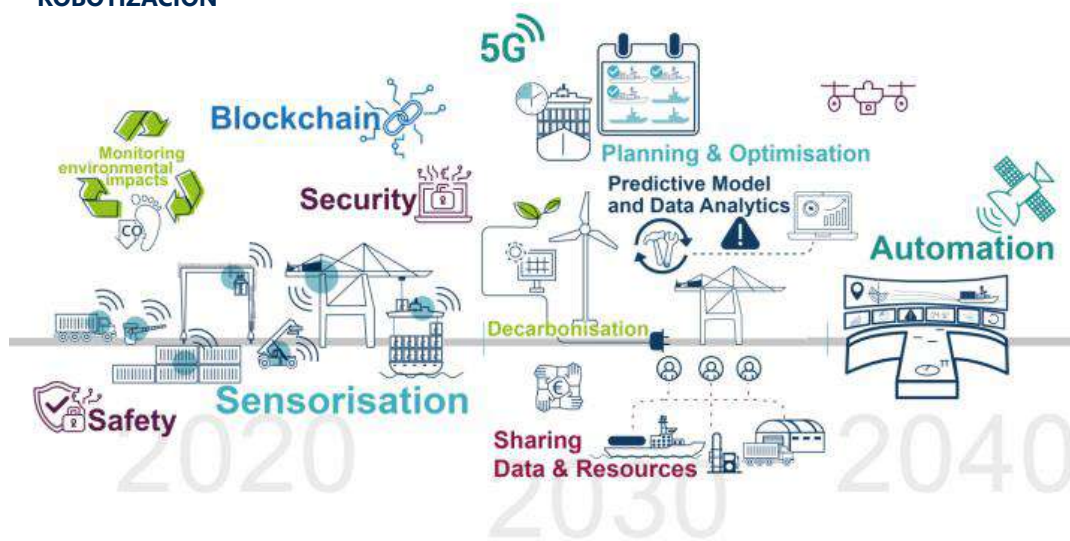 ROBOTIZACIÓN
5G
Blockchain
Monitoring
environmental
impacts
CO
Security
Planning & Optimisation
Predictive Model
and Data Analytics
Automation
Decarbonisation
€
Safety
Sensorisation
Sharing
Data & Resources
2020
2030
2040